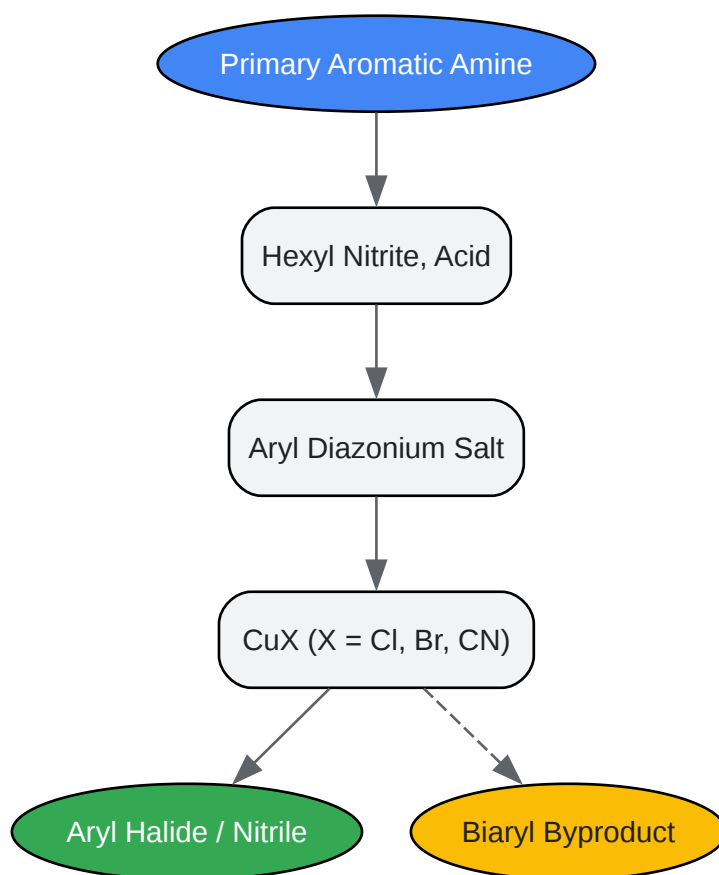 Primary Aromatic Amine
Hexyl Nitrite, Acid
Aryl Diazonium Salt
CuX (X = Cl, Br, CN)
Aryl Halide / Nitrile
Biaryl Byproduct